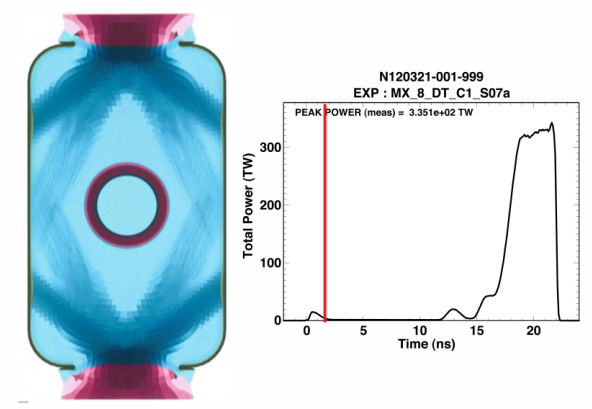 N120321-001-999
EXP : MX_8_DT_C1_S07a
PEAK POWER (meas) = 3.351e+02 TW
Total Power (TW)
300
200
100
0
0 5 10 15 20
Time (ns)